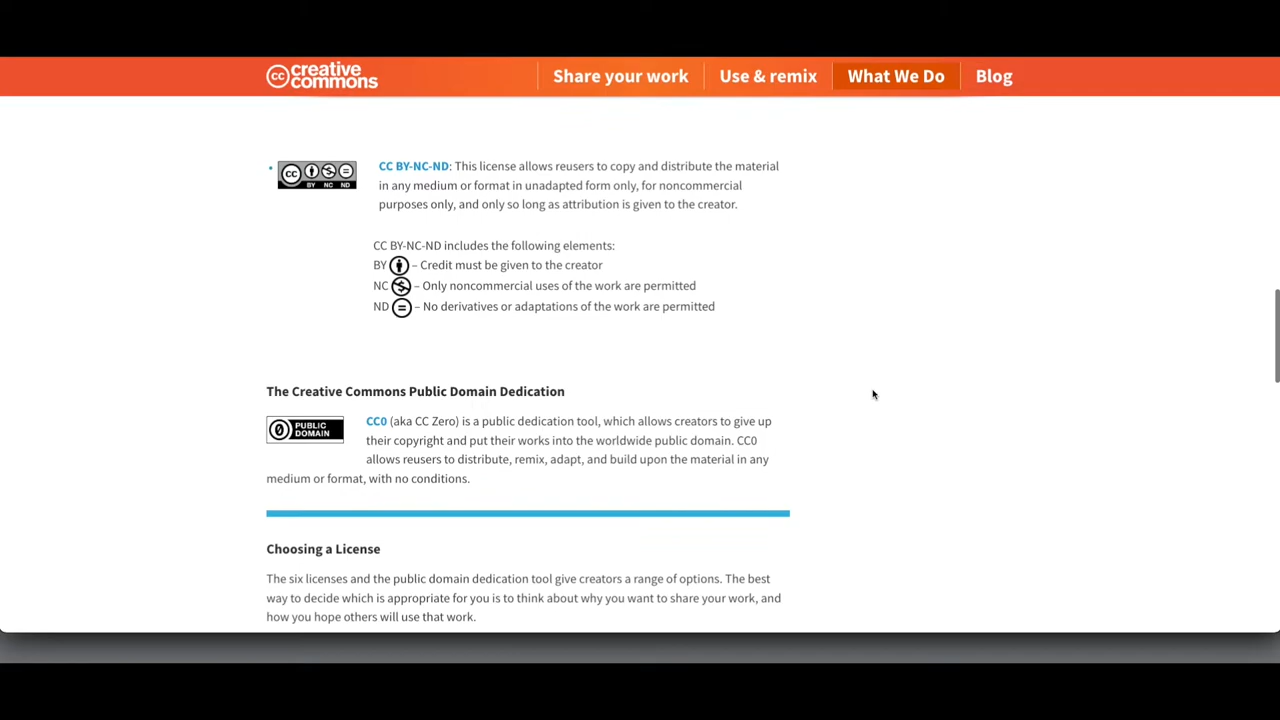 creative commons
Share your work
Use & remix
What We Do
Blog
CC BY NC ND
CC BY-NC-ND: This license allows reusers to copy and distribute the material
in any medium or format in unadapted form only, for noncommercial
purposes only, and only so long as attribution is given to the creator.
CC BY-NC-ND includes the following elements:
BY – Credit must be given to the creator
NC – Only noncommercial uses of the work are permitted
ND – No derivatives or adaptations of the work are permitted
The Creative Commons Public Domain Dedication
0 PUBLIC DOMAIN
CC0 (aka CC Zero) is a public dedication tool, which allows creators to give up
their copyright and put their works into the worldwide public domain. CC0
allows reusers to distribute, remix, adapt, and build upon the material in any
medium or format, with no conditions.
Choosing a License
The six licenses and the public domain dedication tool give creators a range of options. The best
way to decide which is appropriate for you is to think about why you want to share your work, and
how you hope others will use that work.